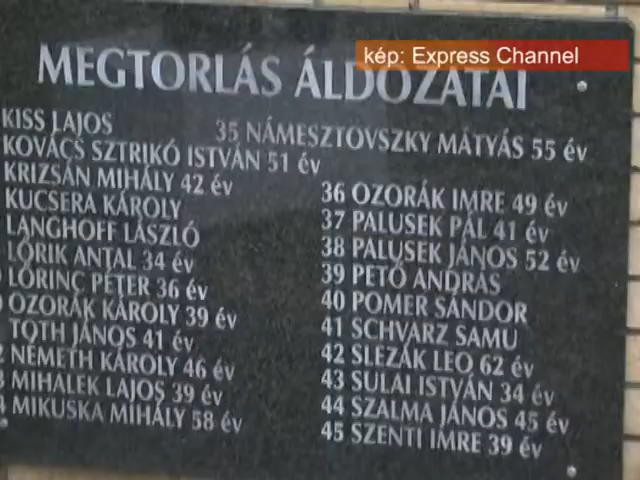 kép: Express Channel
MEGTORLÁS ÁLDOZATAI
KISS LAJOS
KOVÁCS SZTRIKÓ ISTVÁN 51 év
KRIZSÁN MIHÁLY 42 év
KUCSERA KÁROLY
LANGHOFF LÁSZLÓ
LŐRIK ANTAL 34 év
LŐRINC PÉTER 36 év
OZORÁK KÁROLY 39 év
TÓTH JÁNOS 41 év
NÉMETH KÁROLY 46 év
MIHALEK LAJOS 39 év
MIKUSKA MIHÁLY 58 év
35 NÁMESZTOVSZKY MÁTYÁS 55 év
36 OZORÁK IMRE 49 év
37 PALUSEK PÁL 41 év
38 PALUSEK JÁNOS 52 év
39 PETŐ ANDRÁS
40 POMER SÁNDOR
41 SCHVARZ SAMU
42 SLEZÁK LEO 62 év
43 SULAI ISTVÁN 34 év
44 SZALMA JÁNOS 45 év
45 SZENTI IMRE 39 év